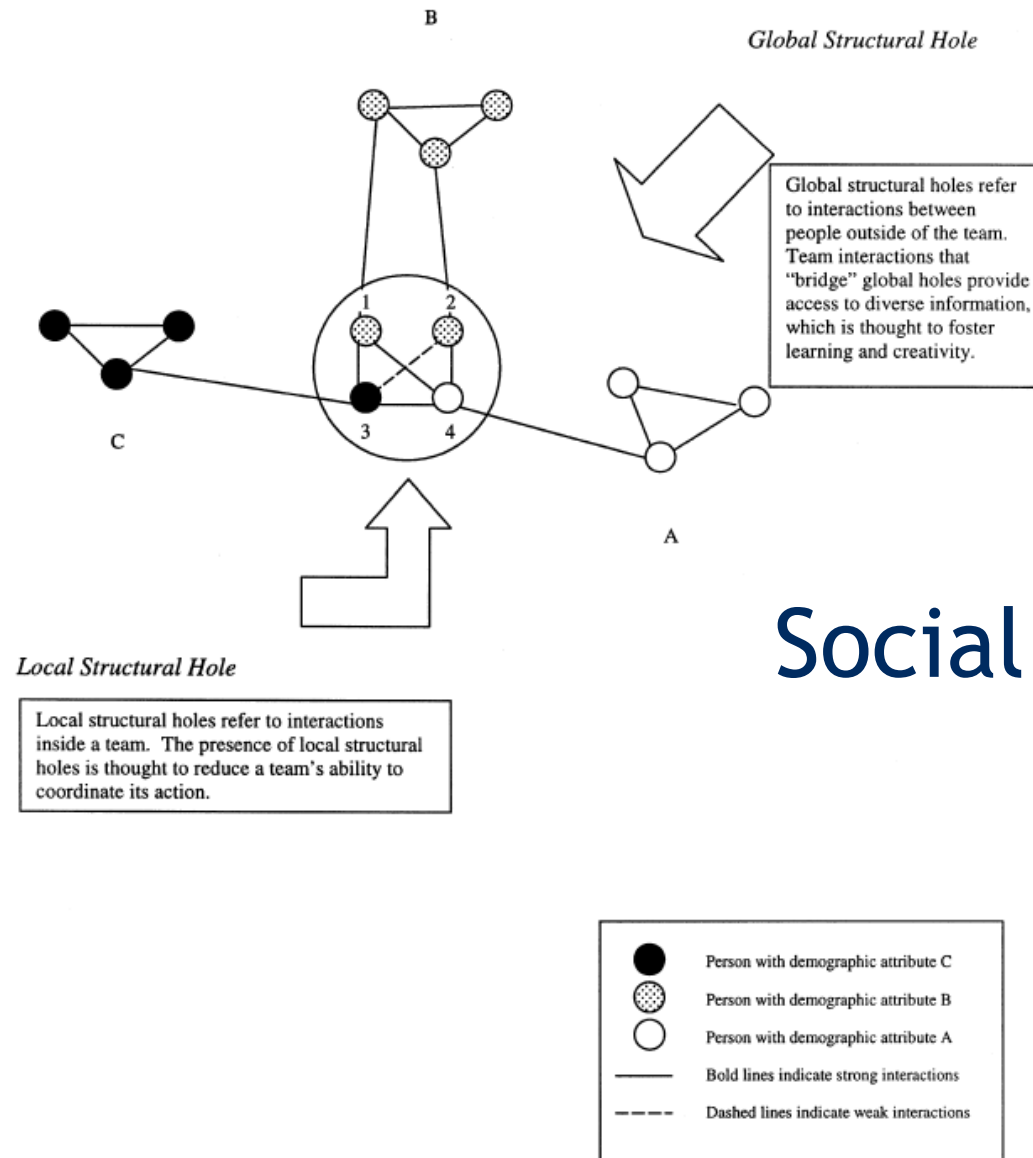 B
Global Structural Hole
Global structural holes refer
to interactions between
people outside of the team.
Team interactions that
“bridge” global holes provide
access to diverse information,
which is thought to foster
learning and creativity.
1 2
3 4
C
A
Social
Local Structural Hole
Local structural holes refer to interactions
inside a team. The presence of local structural
holes is thought to reduce a team’s ability to
coordinate its action.
Person with demographic attribute C
Person with demographic attribute B
Person with demographic attribute A
Bold lines indicate strong interactions
Dashed lines indicate weak interactions